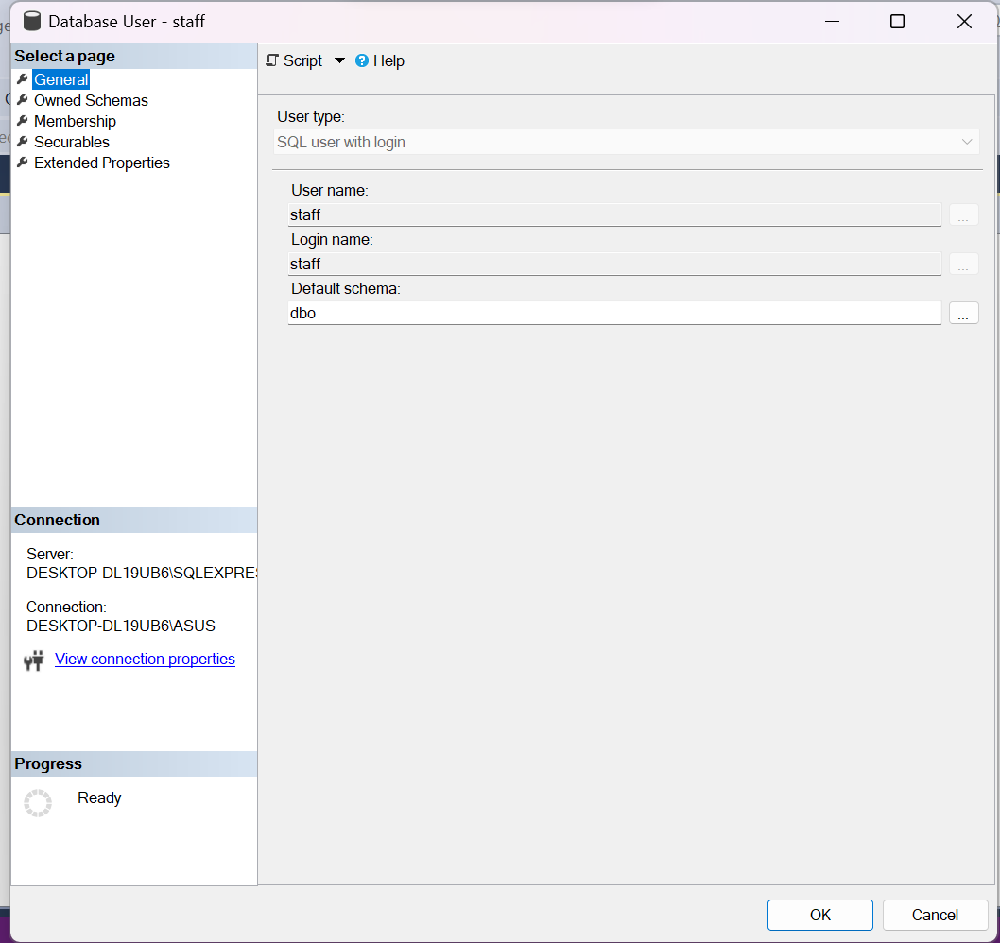 Database User - staff
Select a page
General
Owned Schemas
Membership
Securables
Extended Properties
Script
Help
User type:
SQL user with login
User name:
staff
...
Login name:
staff
...
Default schema:
dbo
...
Connection
Server:
DESKTOP-DL19UB6\SQLEXPRES
Connection:
DESKTOP-DL19UB6\ASUS
View connection properties
Progress
Ready
OK
Cancel